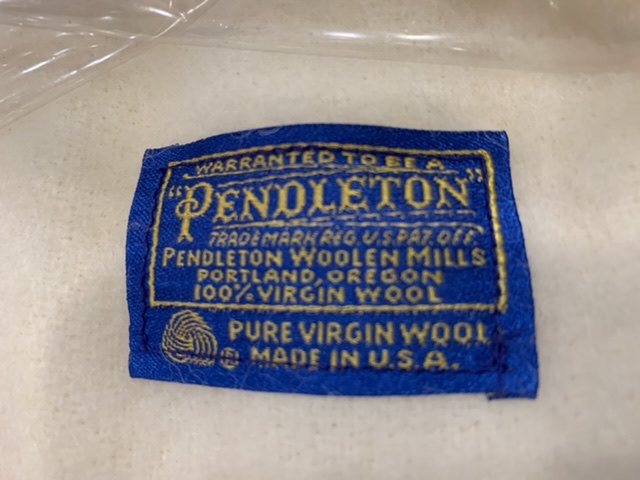 WARRANTED TO BE A
"PENDLETON"
TRADE MARK REG. U.S. PAT. OFF.
PENDLETON WOOLEN MILLS
PORTLAND, OREGON
100% VIRGIN WOOL
PURE VIRGIN WOOL
® MADE IN U.S.A.